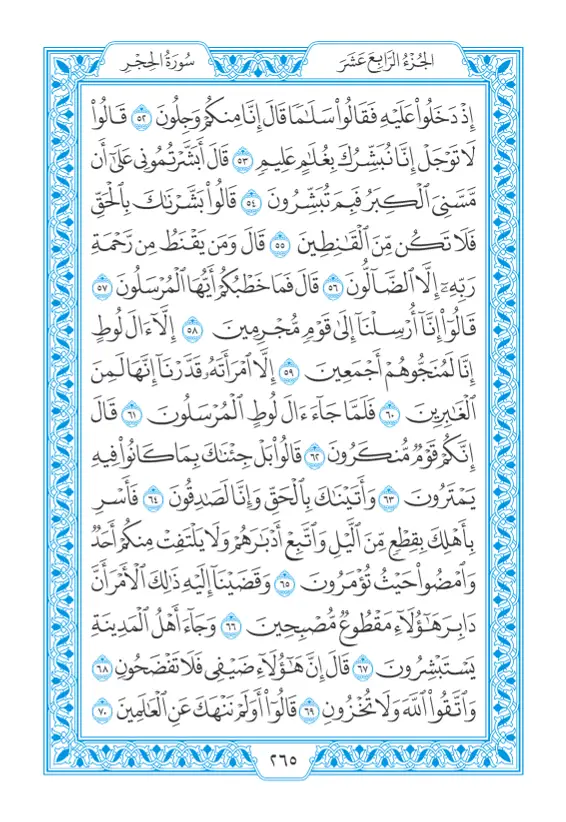 الجُزْءُ الرَّابِعَ عَشَرَ
سُورَةُ الحِجْرِ
إِذْ دَخَلُوا۟ عَلَيْهِ فَقَالُوا۟ سَلَٰمًا قَالَ إِنَّا مِنكُمْ وَجِلُونَ ٥٢ قَالُوا۟
لَا تَوْجَلْ إِنَّا نُبَشِّرُكَ بِغُلَٰمٍ عَلِيمٍ ٥٣ قَالَ أَبَشَّرْتُمُونِى عَلَىٰٓ أَن
مَّسَّنِىَ ٱلْكِبَرُ فَبِمَ تُبَشِّرُونَ ٥٤ قَالُوا۟ بَشَّرْنَٰكَ بِٱلْحَقِّ
فَلَا تَكُن مِّنَ ٱلْقَٰنِطِينَ ٥٥ قَالَ وَمَن يَقْنَطُ مِن رَّحْمَةِ
رَبِّهِۦٓ إِلَّا ٱلضَّآلُّونَ ٥٦ قَالَ فَمَا خَطْبُكُمْ أَيُّهَا ٱلْمُرْسَلُونَ ٥٧
قَالُوٓا۟ إِنَّآ أُرْسِلْنَآ إِلَىٰ قَوْمٍ مُّجْرِمِينَ ٥٨ إِلَّآ ءَالَ لُوطٍ
إِنَّا لَمُنَجُّوهُمْ أَجْمَعِينَ ٥٩ إِلَّا ٱمْرَأَتَهُۥ قَدَّرْنَآ إِنَّهَا لَمِنَ
ٱلْغَٰبِرِينَ ٦٠ فَلَمَّا جَآءَ ءَالَ لُوطٍ ٱلْمُرْسَلُونَ ٦١ قَالَ
إِنَّكُمْ قَوْمٌ مُّنكَرُونَ ٦٢ قَالُوا۟ بَلْ جِئْنَٰكَ بِمَا كَانُوا۟ فِيهِ
يَمْتَرُونَ ٦٣ وَأَتَيْنَٰكَ بِٱلْحَقِّ وَإِنَّا لَصَٰدِقُونَ ٦٤ فَأَسْرِ
بِأَهْلِكَ بِقِطْعٍ مِّنَ ٱلَّيْلِ وَٱتَّبِعْ أَدْبَٰرَهُمْ وَلَا يَلْتَفِتْ مِنكُمْ أَحَدٌ
وَٱمْضُوا۟ حَيْثُ تُؤْمَرُونَ ٦٥ وَقَضَيْنَآ إِلَيْهِ ذَٰلِكَ ٱلْأَمْرَ أَنَّ
دَابِرَ هَٰٓؤُلَآءِ مَقْطُوعٌ مُّصْبِحِينَ ٦٦ وَجَآءَ أَهْلُ ٱلْمَدِينَةِ
يَسْتَبْشِرُونَ ٦٧ قَالَ إِنَّ هَٰٓؤُلَآءِ ضَيْفِى فَلَا تَفْضَحُونِ ٦٨
وَٱتَّقُوا۟ ٱللَّهَ وَلَا تُخْزُونِ ٦٩ قَالُوٓا۟ أَوَلَمْ نَنْهَكَ عَنِ ٱلْعَٰلَمِينَ ٧٠
٢٦٥